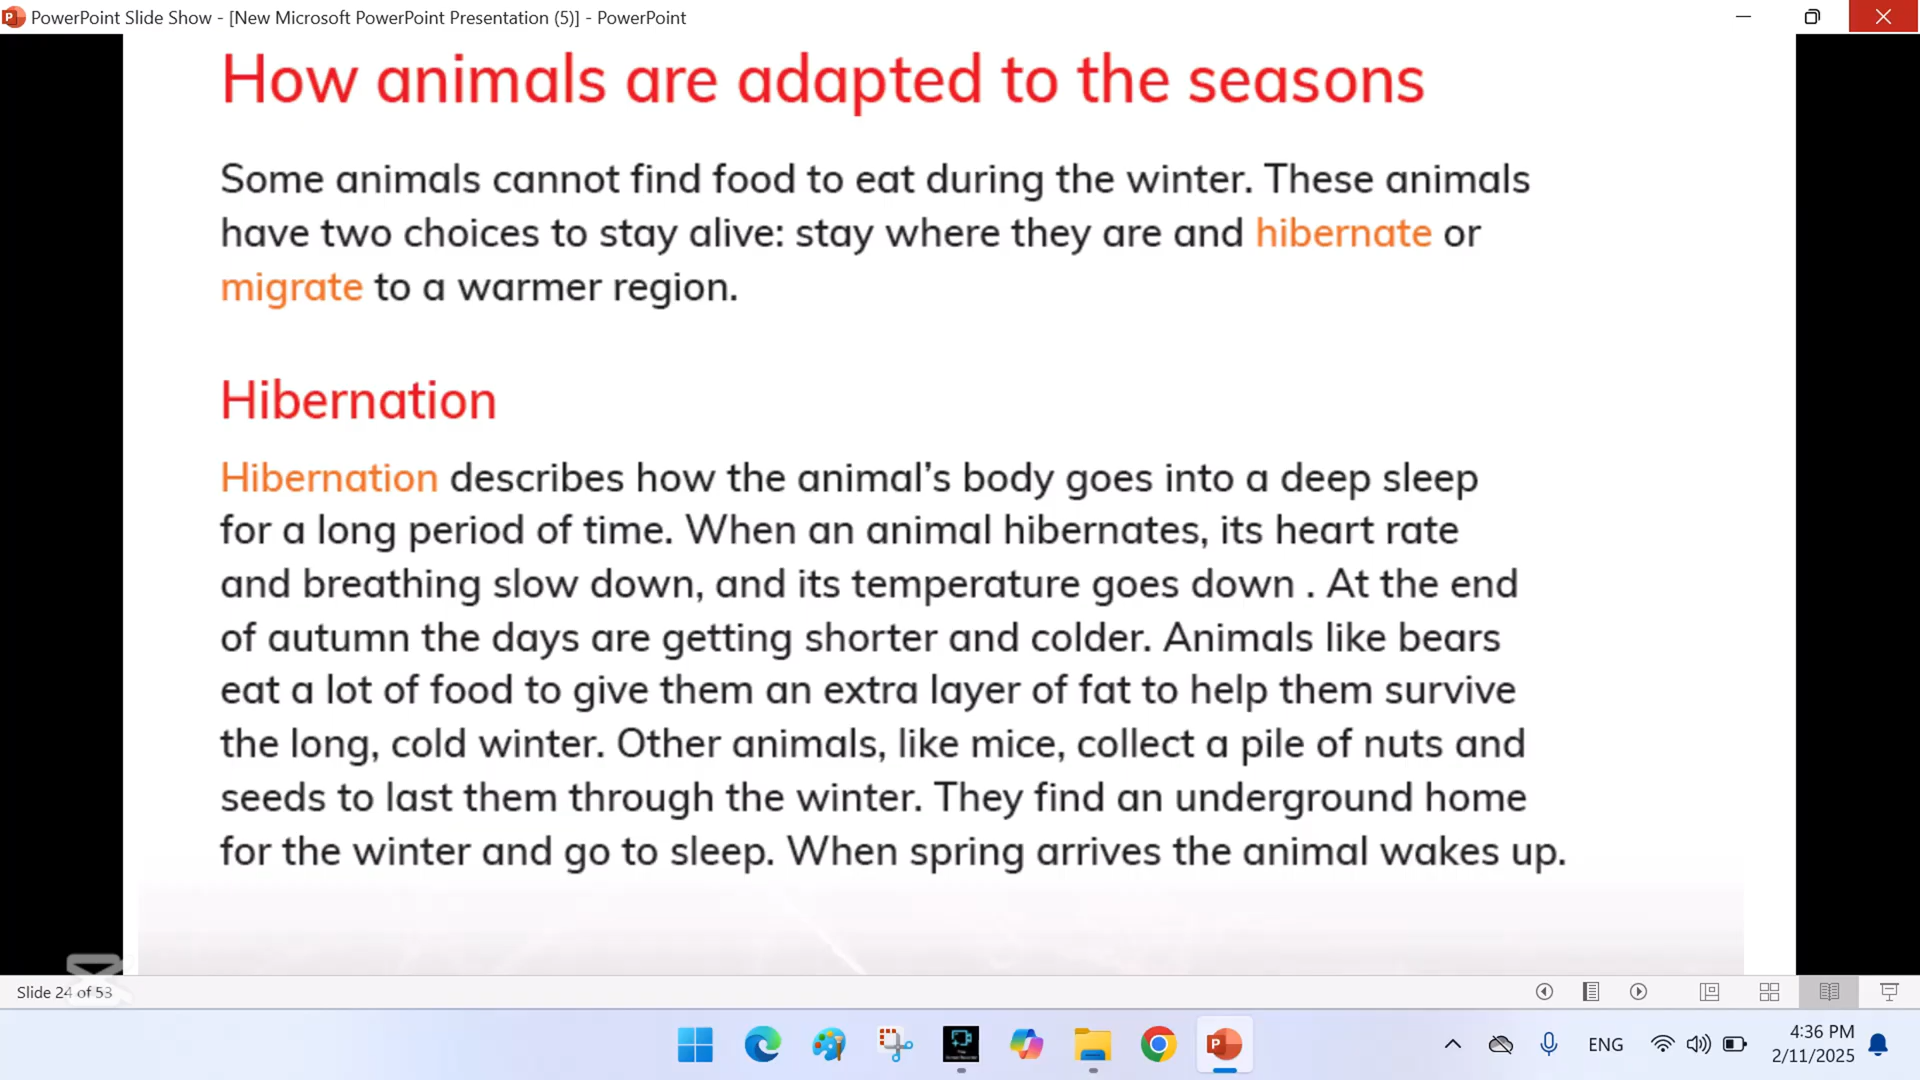 PowerPoint Slide Show - [New Microsoft PowerPoint Presentation (5)] - PowerPoint
How animals are adapted to the seasons
Some animals cannot find food to eat during the winter. These animals
have two choices to stay alive: stay where they are and hibernate or
migrate to a warmer region.
Hibernation
Hibernation describes how the animal’s body goes into a deep sleep
for a long period of time. When an animal hibernates, its heart rate
and breathing slow down, and its temperature goes down . At the end
of autumn the days are getting shorter and colder. Animals like bears
eat a lot of food to give them an extra layer of fat to help them survive
the long, cold winter. Other animals, like mice, collect a pile of nuts and
seeds to last them through the winter. They find an underground home
for the winter and go to sleep. When spring arrives the animal wakes up.
Slide 24 of 53
ENG
4:36 PM
2/11/2025